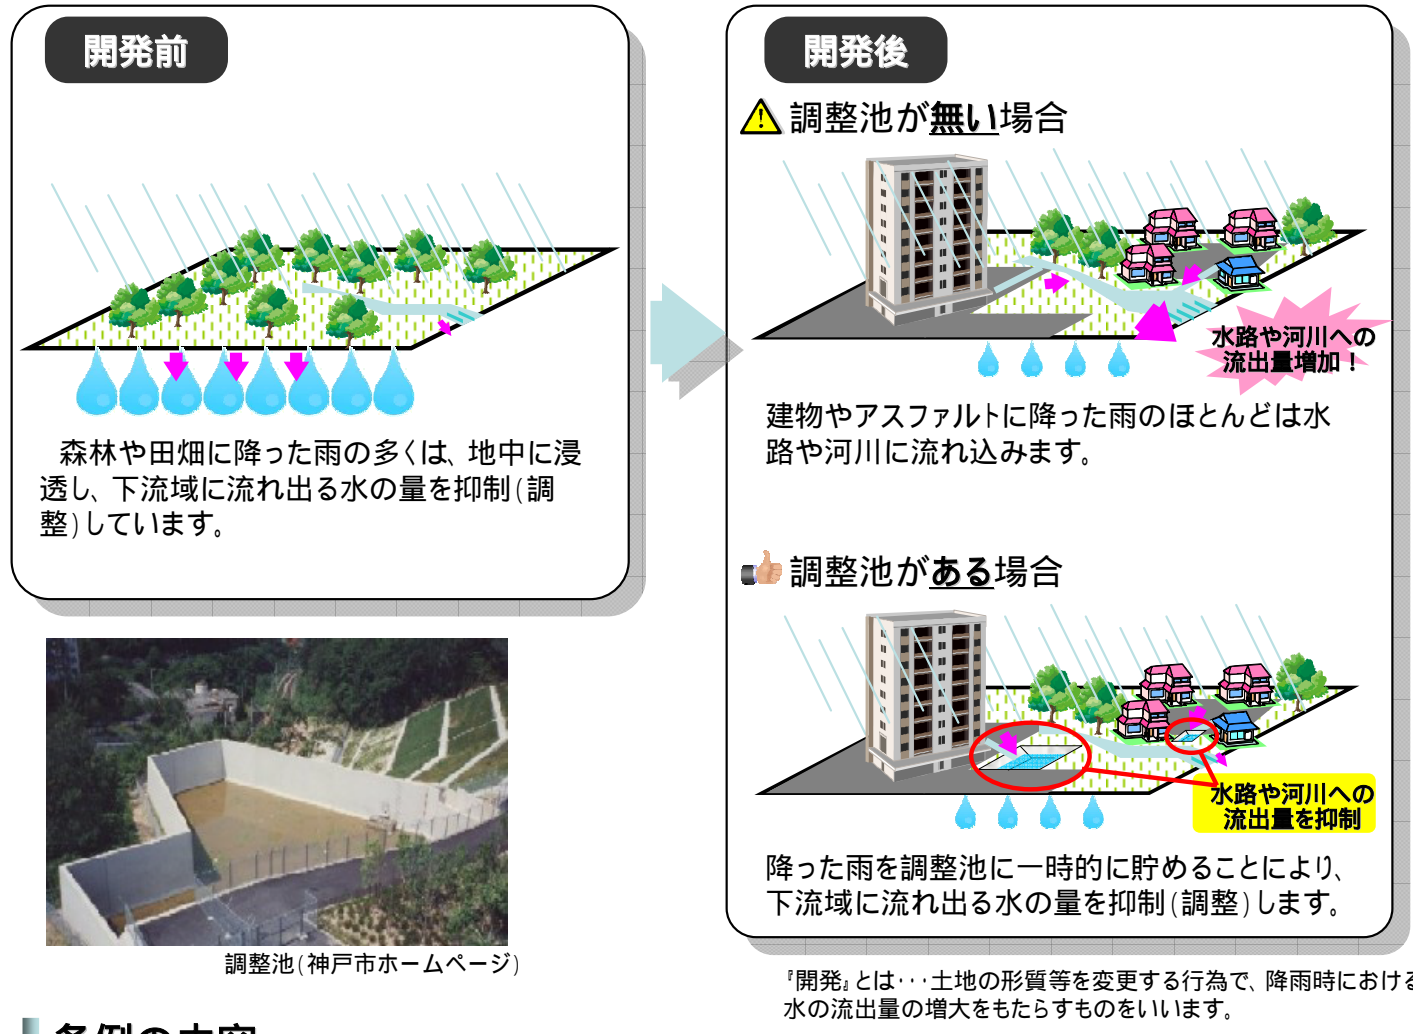 開発前
森林や田畑に降った雨の多くは、地中に浸
透し、下流域に流れ出る水の量を抑制(調
整)しています。
調整池(神戸市ホームページ)
開発後
調整池が無い場合
水路や河川への
流出量増加！
建物やアスファルトに降った雨のほとんどは水
路や河川に流れ込みます。
調整池がある場合
水路や河川への
流出量を抑制
降った雨を調整池に一時的に貯めることにより、
下流域に流れ出る水の量を抑制(調整)します。
『開発』とは･･･土地の形質等を変更する行為で、降雨時における
水の流出量の増大をもたらすものをいいます。
条例の内容